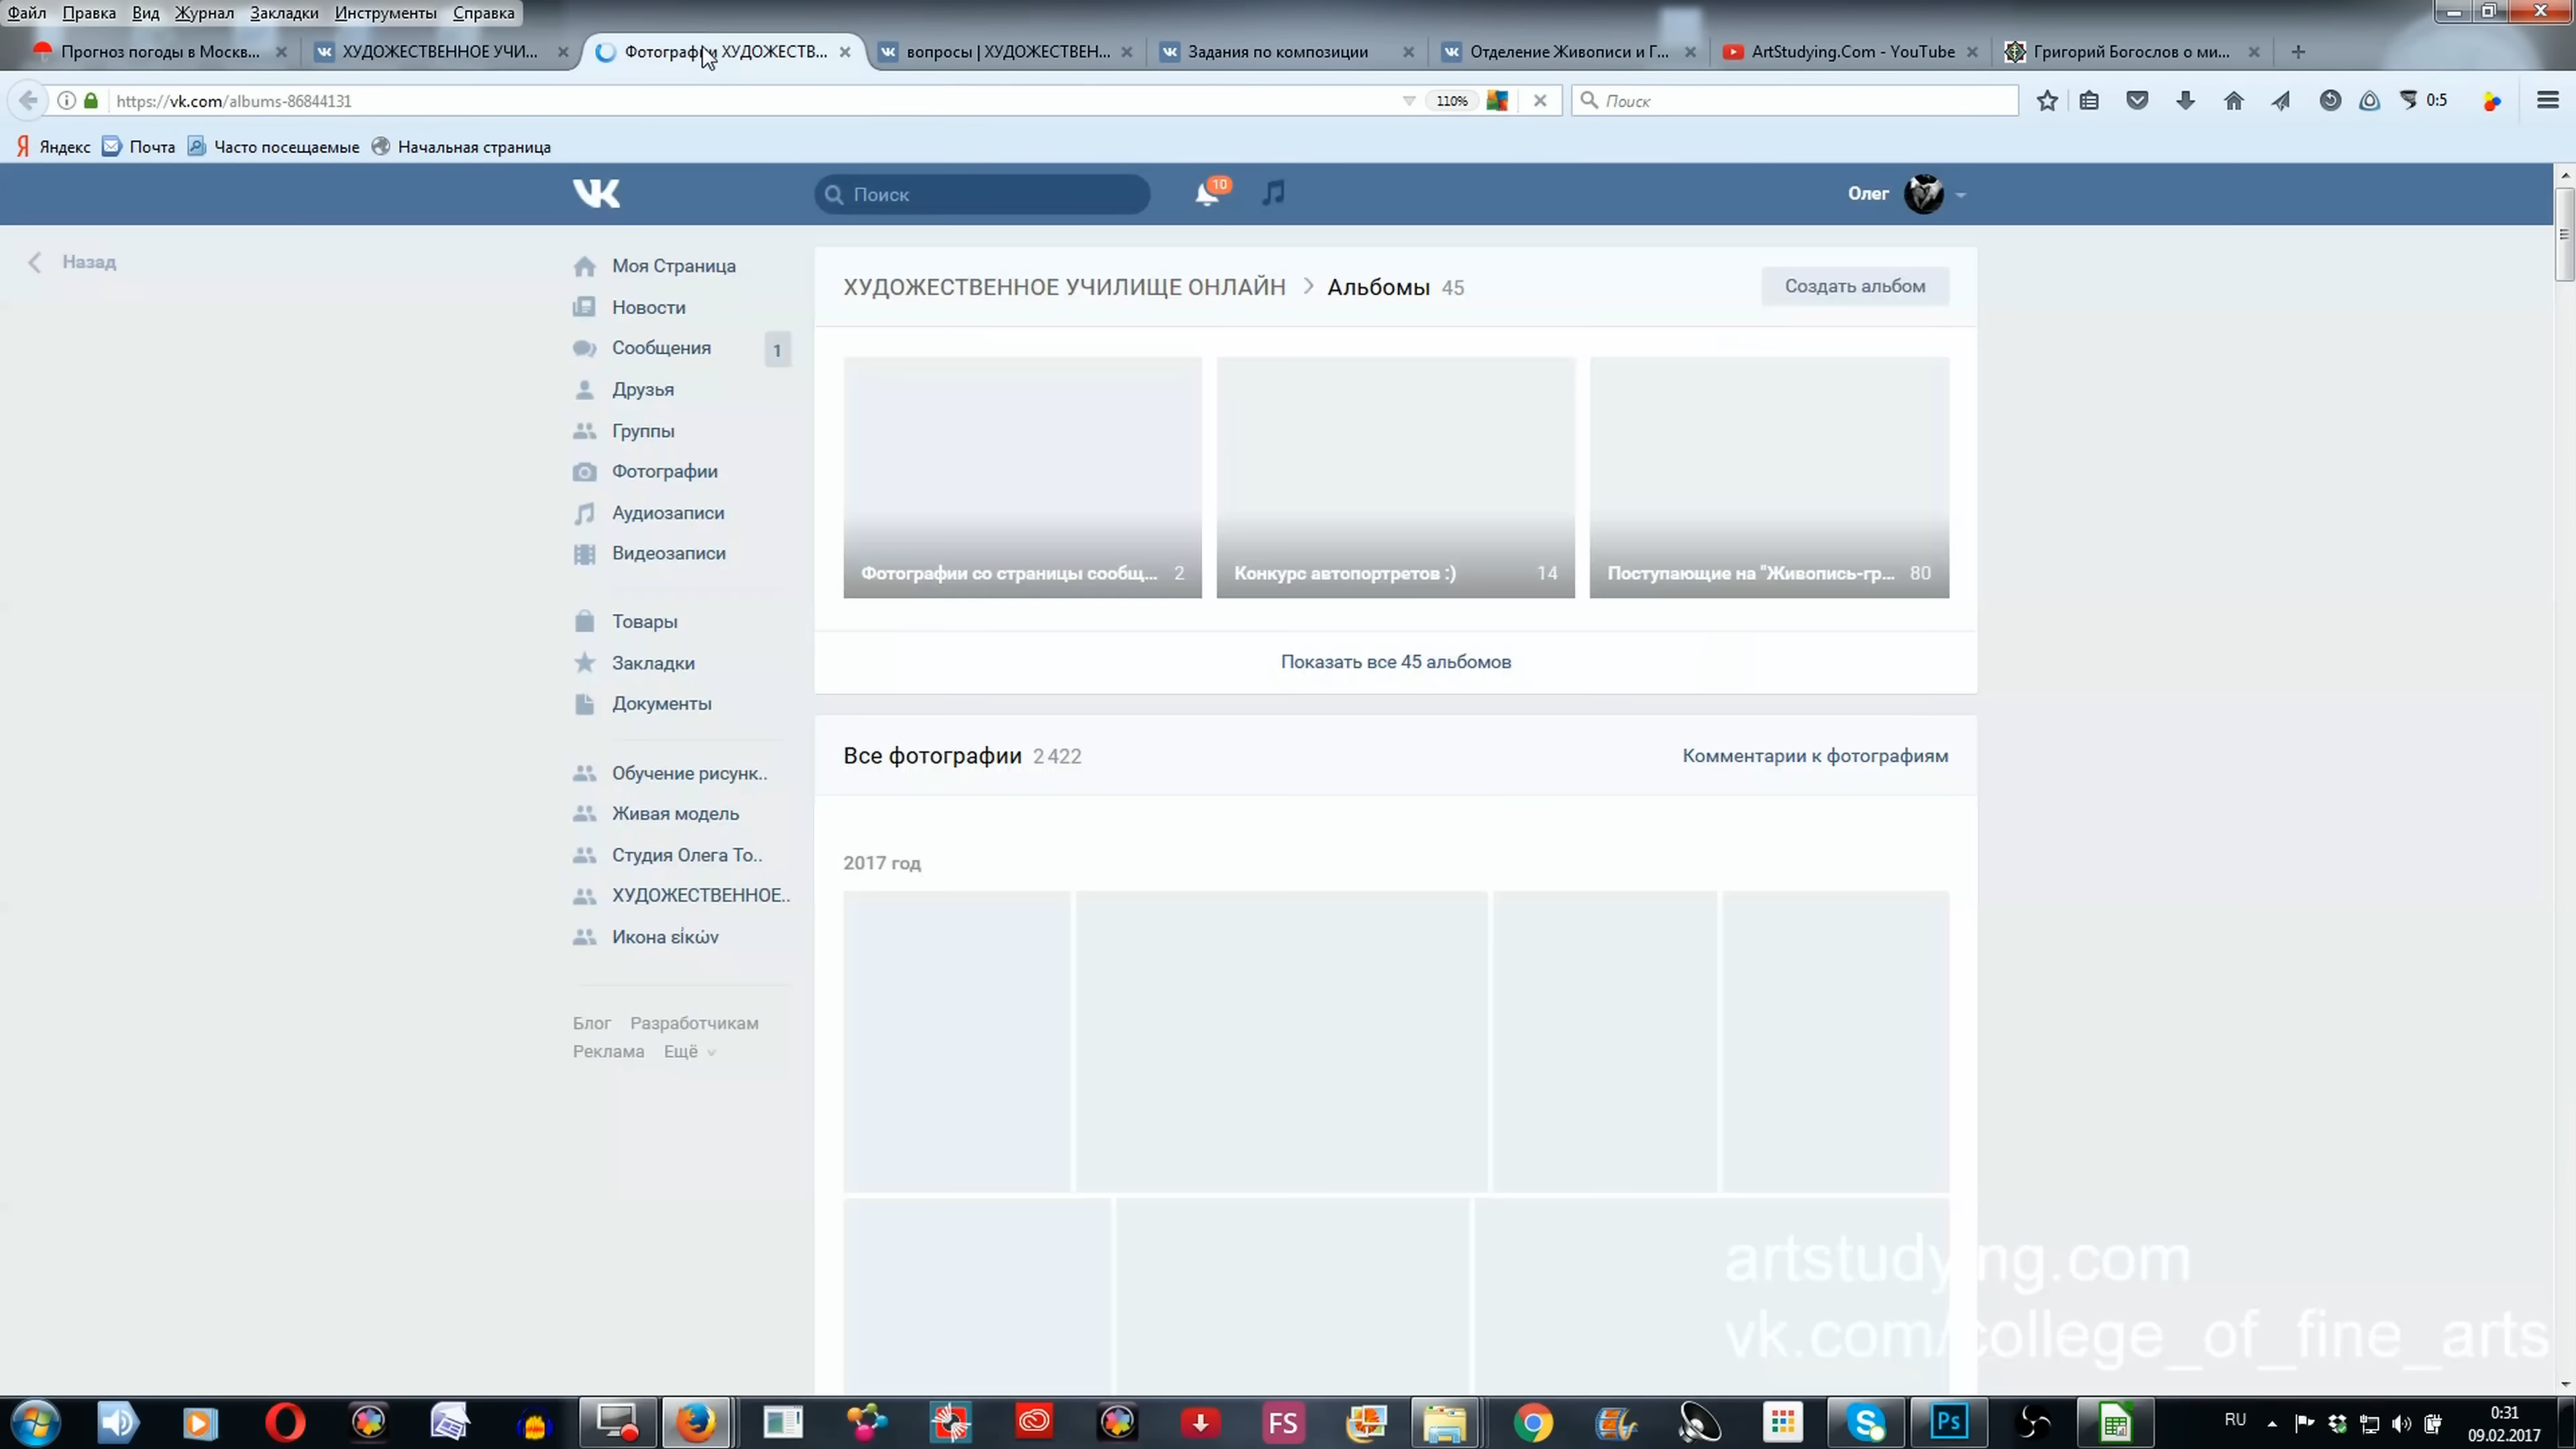 Файл Правка Вид Журнал Закладки Инструменты Справка
Прогноз погоды в Москв... ХУДОЖЕСТВЕННОЕ УЧИ... Фотографи ХУДОЖЕСТВ... вопросы | ХУДОЖЕСТВЕН... Задания по композиции Отделение Живописи и Г... ArtStudying.Com - YouTube Григорий Богослов о ми...
https://vk.com/albums-86844131 110% Поиск 0:5
Яндекс Почта Часто посещаемые Начальная страница
Поиск 10 Олег
Назад
Моя Страница
Новости
Сообщения 1
Друзья
Группы
Фотографии
Аудиозаписи
Видеозаписи
Товары
Закладки
Документы
Обучение рисунк..
Живая модель
Студия Олега То..
ХУДОЖЕСТВЕННОЕ..
Икона εἰκών
Блог Разработчикам
Реклама Ещё
ХУДОЖЕСТВЕННОЕ УЧИЛИЩЕ ОНЛАЙН Альбомы 45 Создать альбом
Фотографии со страницы сообщ... 2
Конкурс автопортретов :) 14
Поступающие на "Живопись-гр... 80
Показать все 45 альбомов
Все фотографии 2 422 Комментарии к фотографиям
2017 год
artstudying.com
vk.com/college_of_fine_arts
FS Ps RU 0:31
09.02.2017